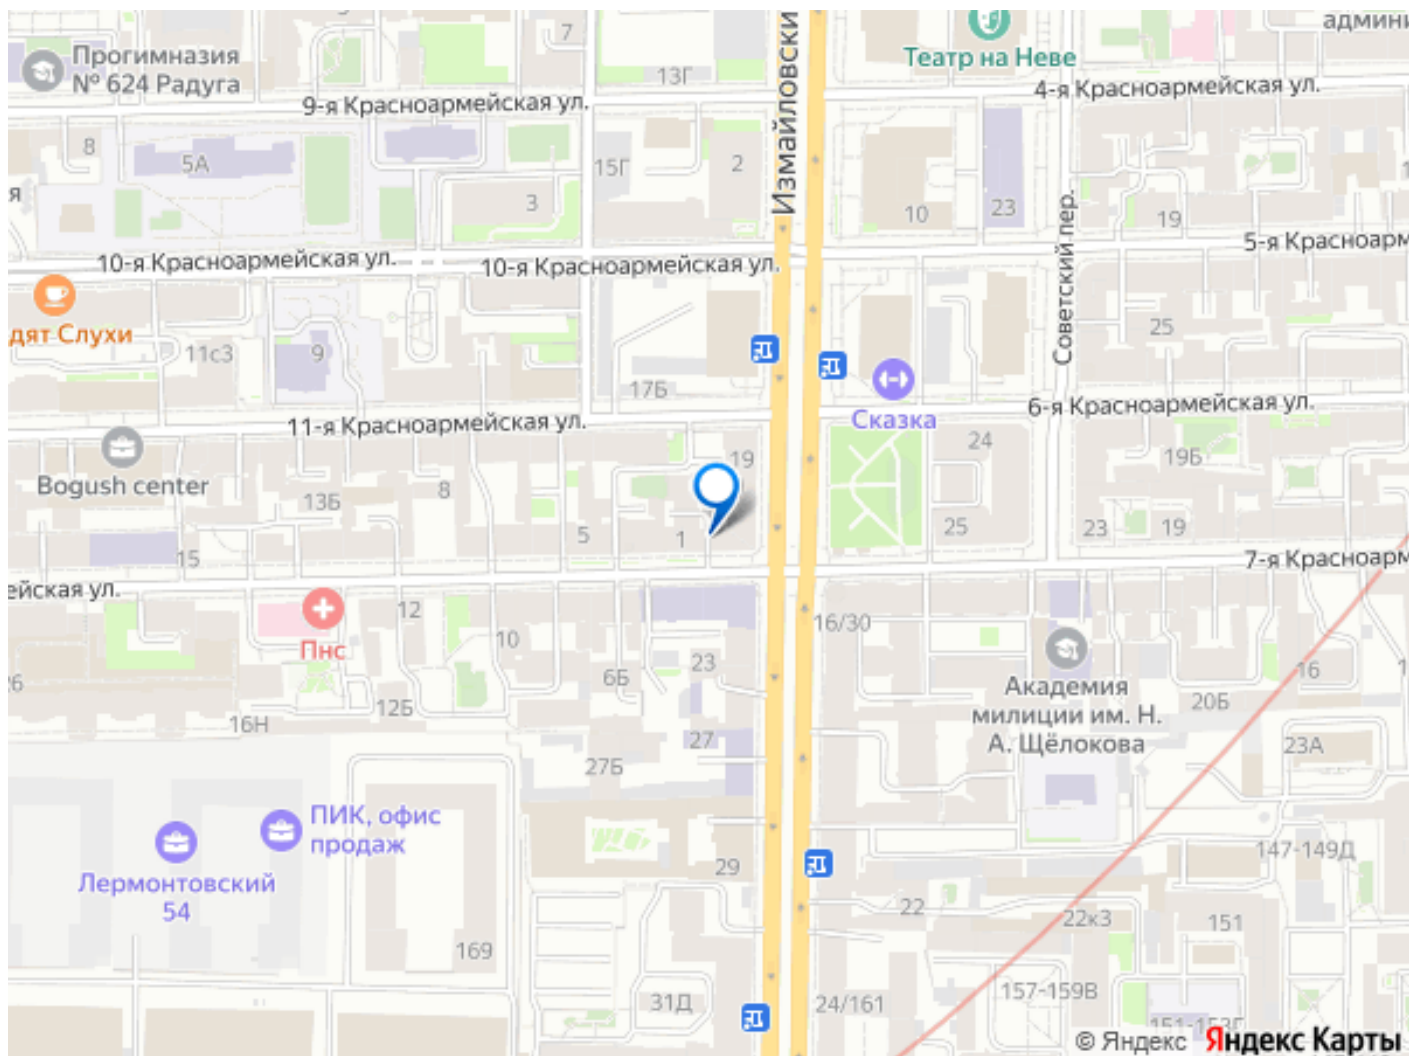 админи
Прогимназия
№ 624 Радуга
7
13Г
Измайловски
Театр на Неве
4-я Красноармейская ул.
9-я Красноармейская ул.
8
5А
15Г
2
3
10
23
19
1
я
Советский пер.
5-я Красноарм
10-я Красноармейская ул.
10-я Красноармейская ул.
дят Слухи
11с3
9
17Б
25
Сказка
6-я Красноармейская ул.
11-я Красноармейская ул.
Bogush center
13Б
8
19
24
19Б
5
1
25
23
19
15
7-я Красноарм
ейская ул.
12
Пнс
10
16/30
23
6Б
16
1
26
12Б
16Н
Академия
милиции им. Н.
А. Щёлокова
20Б
27
27Б
23А
ПИК, офис
продаж
Лермонтовский
54
29
147-149Д
22
22к3
151
169
31Д
24/161
157-159В
151-153Г
© Яндекс Яндекс Карты